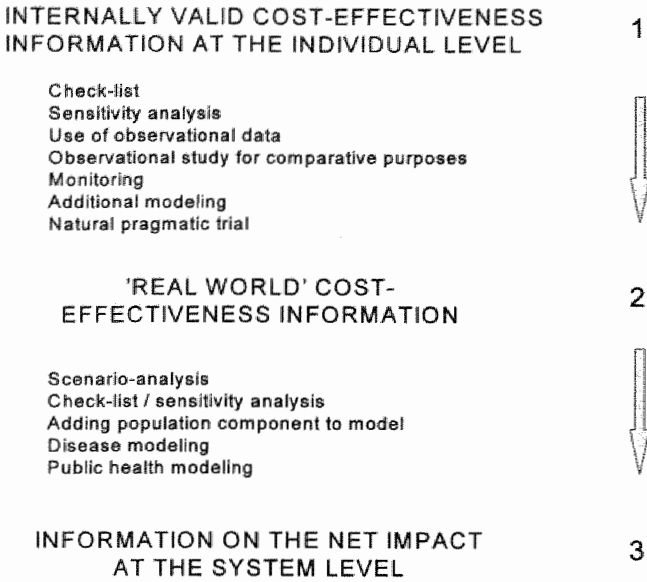 INTERNALLY VALID COST-EFFECTIVENESS
INFORMATION AT THE INDIVIDUAL LEVEL
1
Check-list
Sensitivity analysis
Use of observational data
Observational study for comparative purposes
Monitoring
Additional modeling
Natural pragmatic trial
'REAL WORLD' COST-
EFFECTIVENESS INFORMATION
2
Scenario-analysis
Check-list / sensitivity analysis
Adding population component to model
Disease modeling
Public health modeling
INFORMATION ON THE NET IMPACT
AT THE SYSTEM LEVEL
3